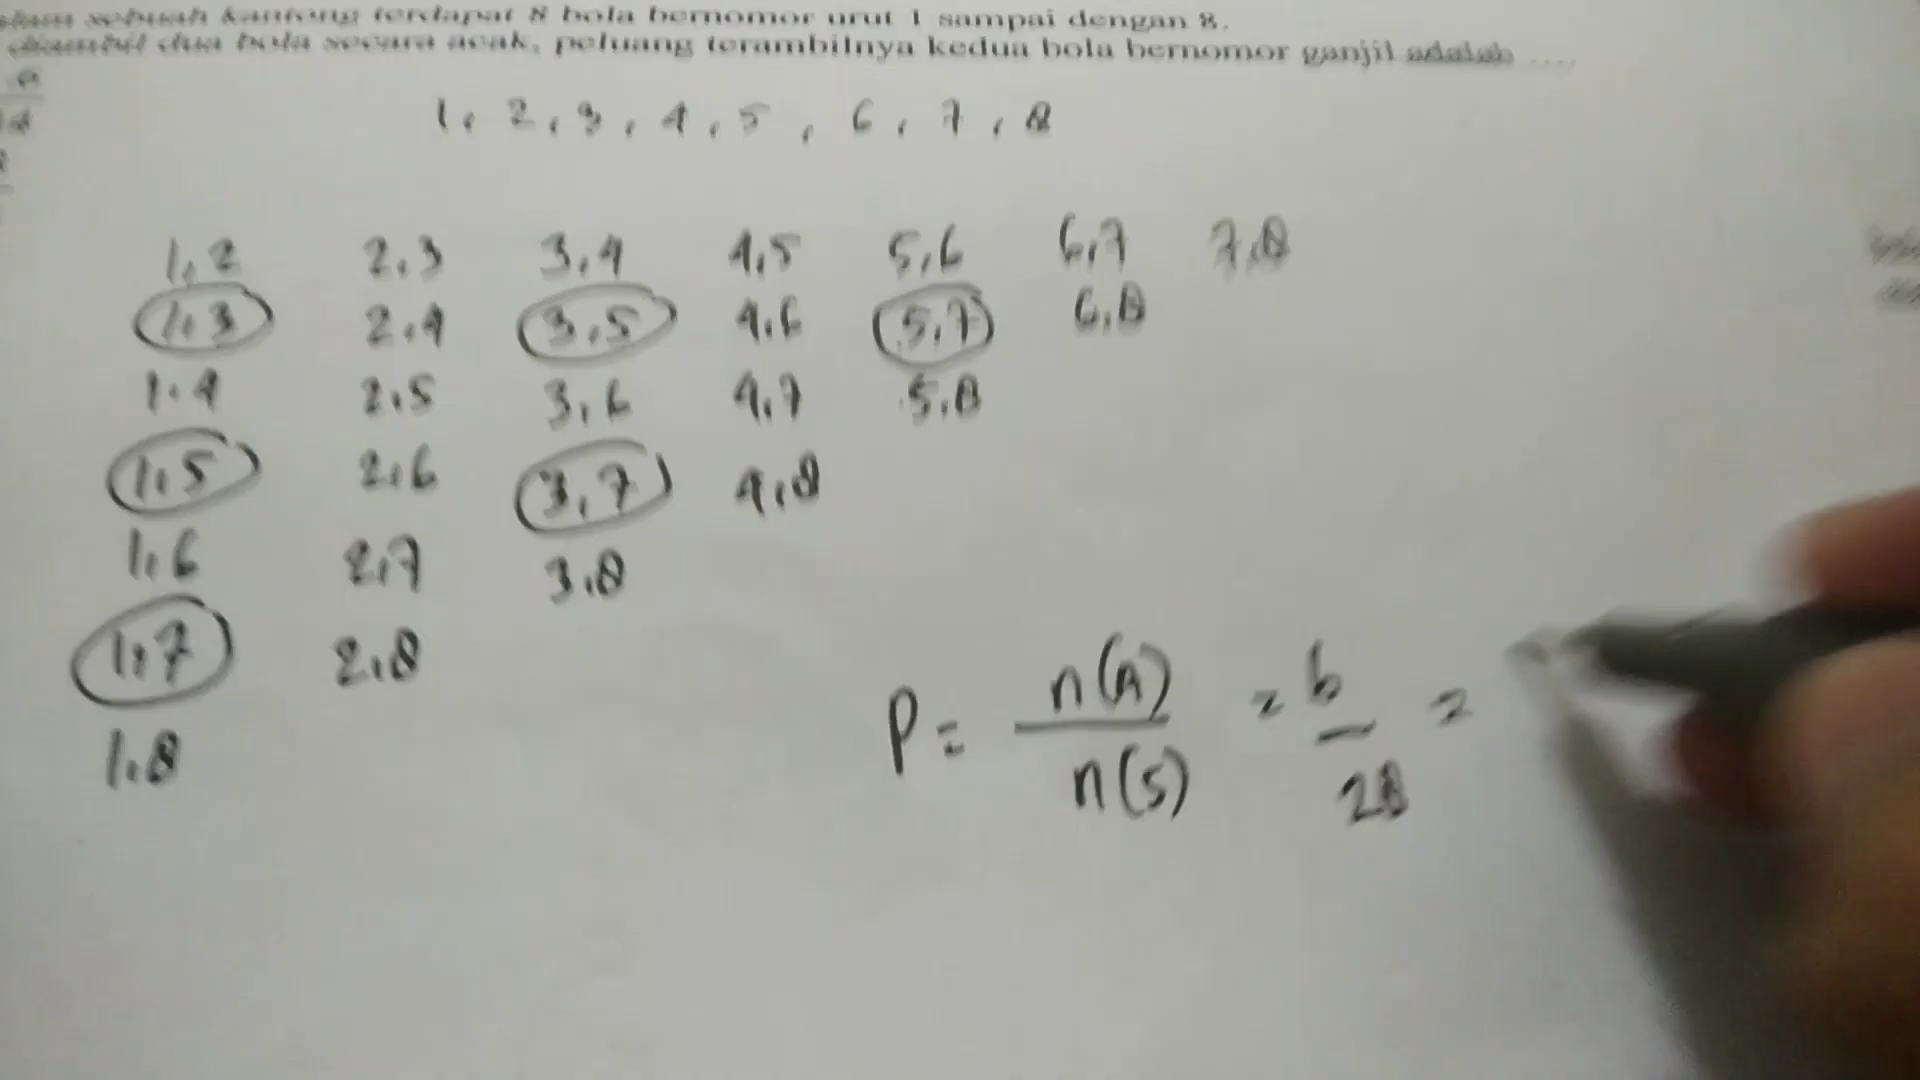 sebuah kantong terdapat 8 bola bernomor urut 1 sampai dengan 8.
diambil dua bola secara acak, peluang terambilnya kedua bola bernomor ganjil adalah ....
1, 2, 3, 4, 5, 6, 7, 8
1,2 2,3 3,4 4,5 5,6 6,7 7,8
1,3 2,4 3,5 4,6 5,7 6,8
1,4 2,5 3,6 4,7 5,8
1,5 2,6 3,7 4,8
1,6 2,7 3,8
1,7 2,8
1,8
P = n(A) / n(S) = 6 / 28 =